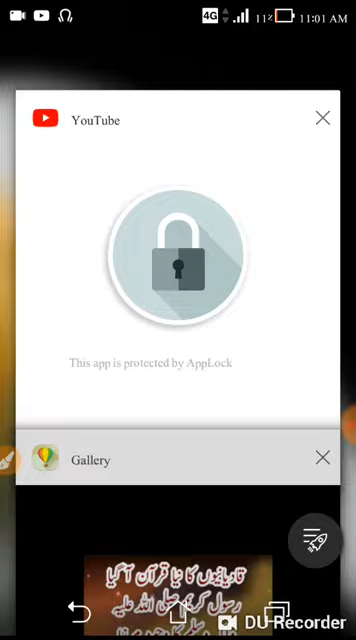 4G 11% 11:01 AM
YouTube
This app is protected by AppLock
Gallery
قادیانیوں کا نیا قرآن آگیا
رسول کریم صلی اللہ علیہ
DU Recorder